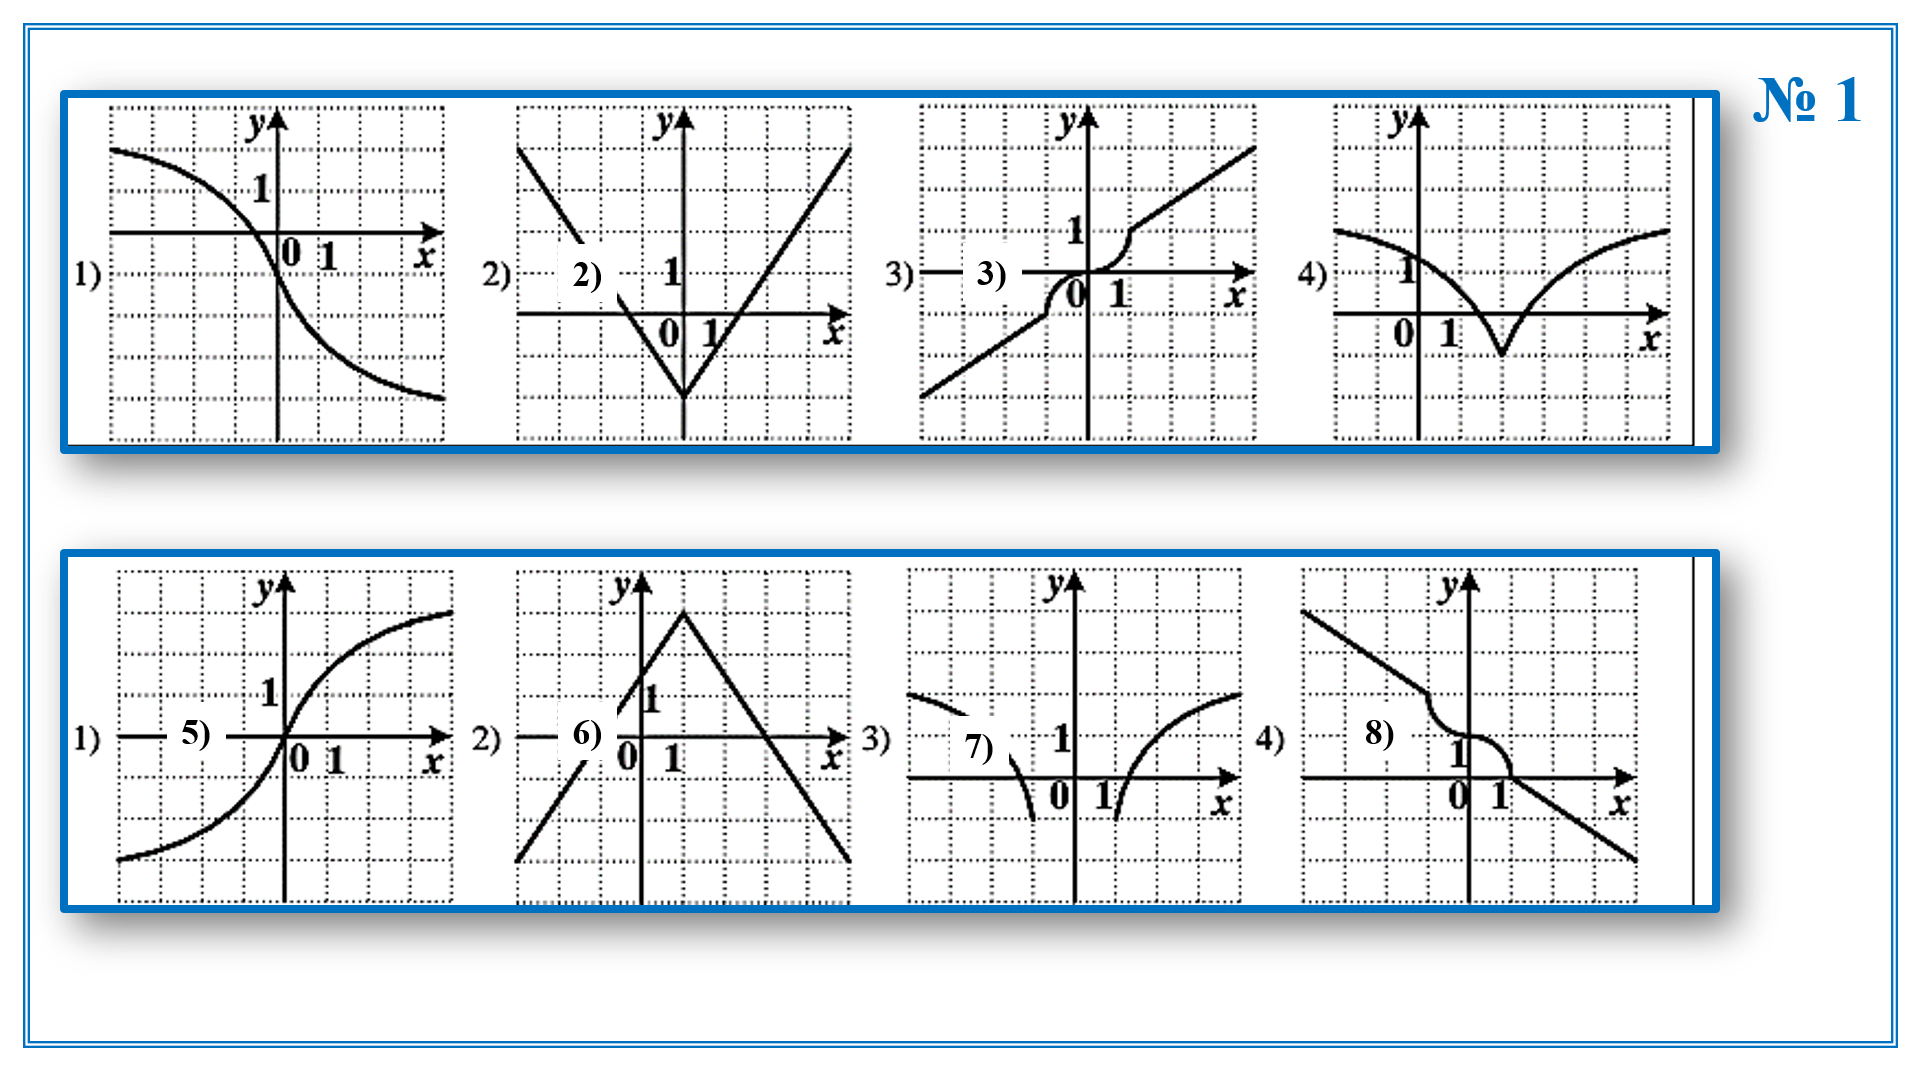 № 1
y y y y
1 1 1 1
1) 2) 2) 3) 3) 4)
0 1 x 0 1 x 0 1 x 0 1 x
y y y y
1 1 1 1
1) 5) 2) 6) 3) 7) 4) 8)
0 1 x 0 1 x 0 1 x 0 1 x